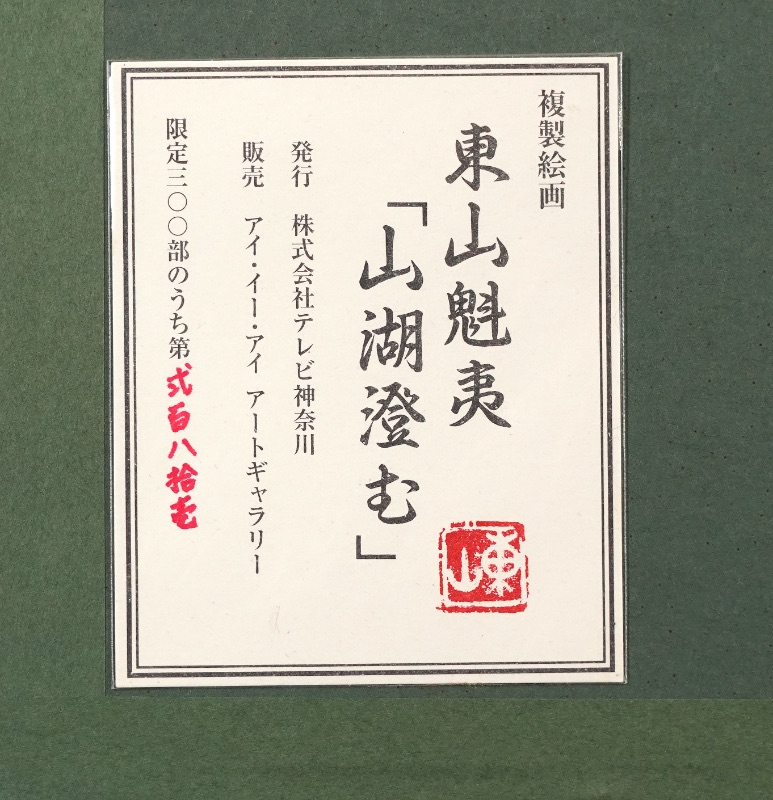 複製絵画
東山魁夷
「山湖澄む」
発行 株式会社テレビ神奈川
販売 アイ・イー・アイ アートギャラリー
限定三〇〇部のうち第弐百八拾壱
東山